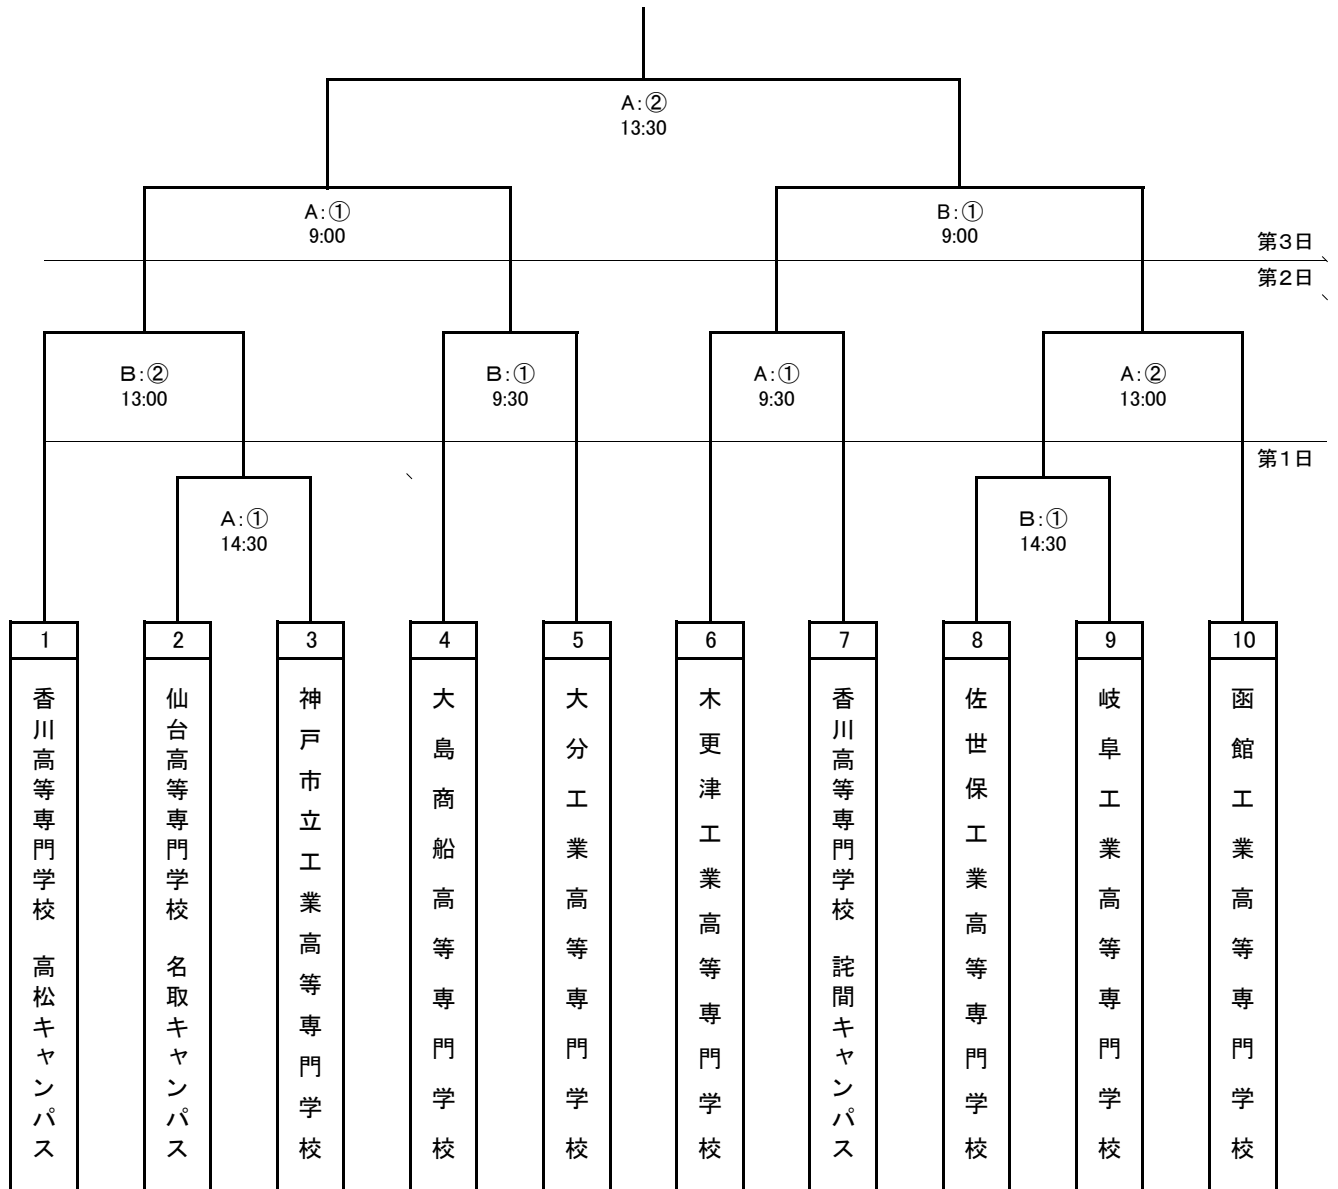 A:②
13:30
A:①
9:00
B:①
9:00
第3日
第2日
B:②
13:00
B:①
9:30
A:①
9:30
A:②
13:00
第1日
A:①
14:30
B:①
14:30
1
2
3
4
5
6
7
8
9
10
香川高等専門学校 高松キャンパス
仙台高等専門学校 名取キャンパス
神戸市立工業高等専門学校
大島商船高等専門学校
大分工業高等専門学校
木更津工業高等専門学校
香川高等専門学校 詫間キャンパス
佐世保工業高等専門学校
岐阜工業高等専門学校
函館工業高等専門学校